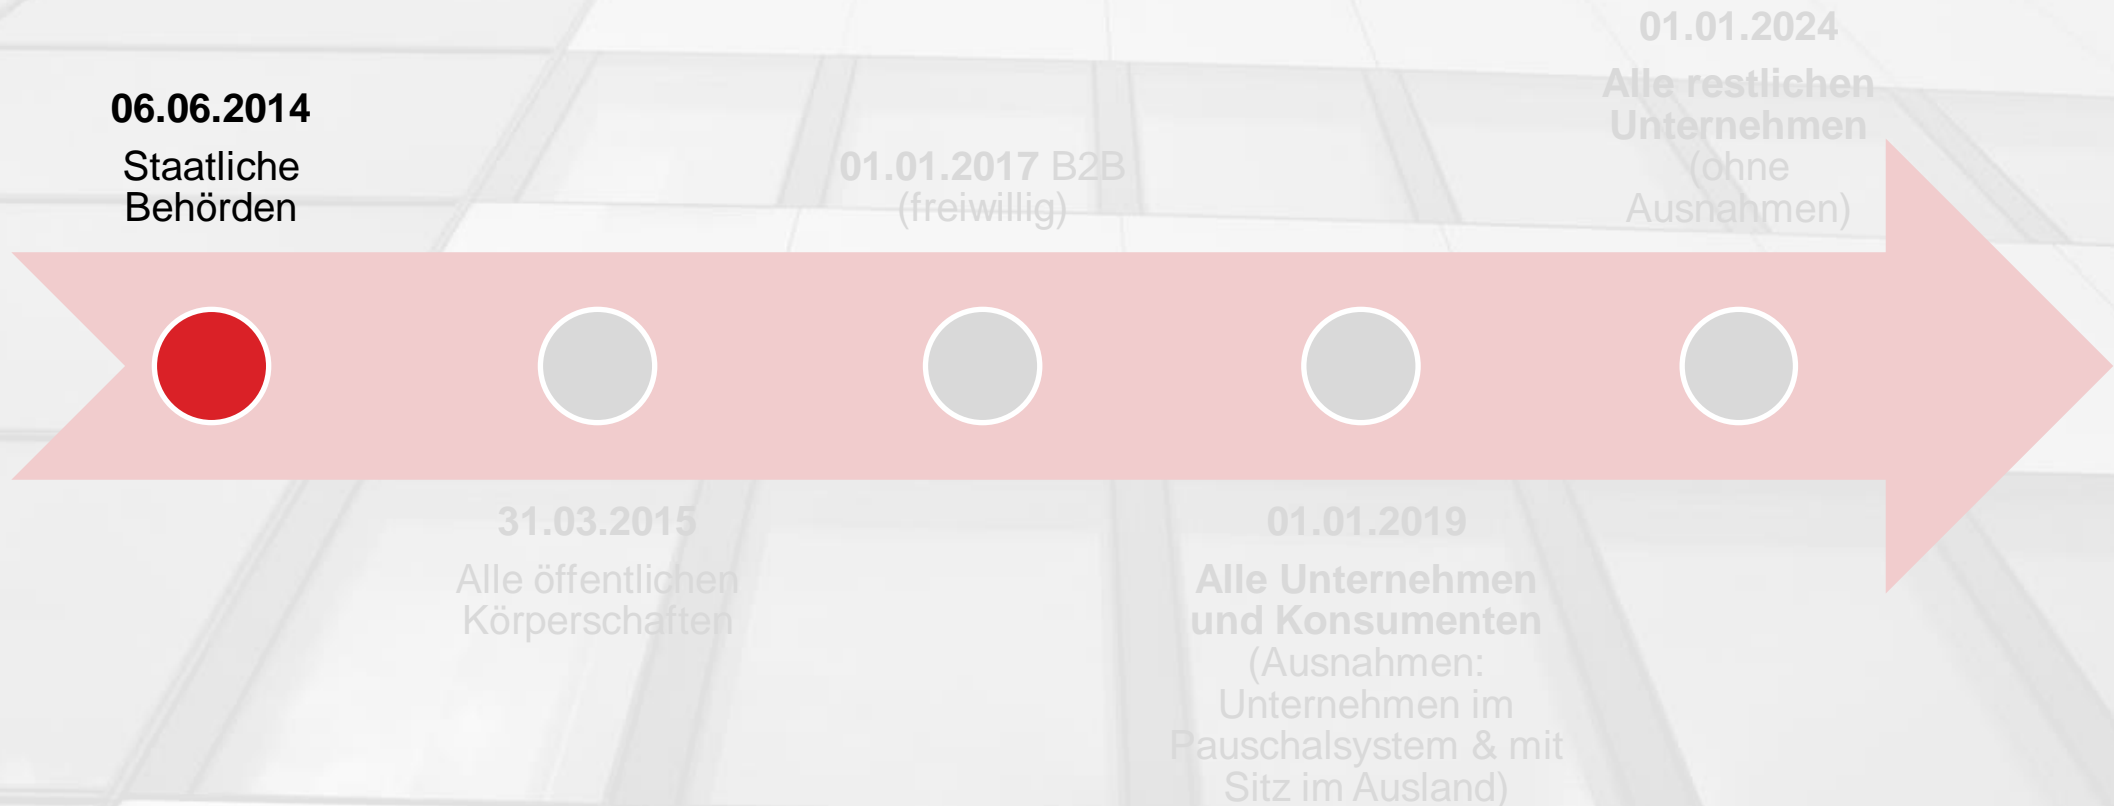 06.06.2014
Staatliche
Behörden
31.03.2015
Alle öffentlichen
Körperschaften
01.01.2017 B2B
(freiwillig)
01.01.2019
Alle Unternehmen
und Konsumenten
(Ausnahmen:
Unternehmen im
Pauschalsystem & mit
Sitz im Ausland)
01.01.2024
Alle restlichen
Unternehmen
(ohne
Ausnahmen)